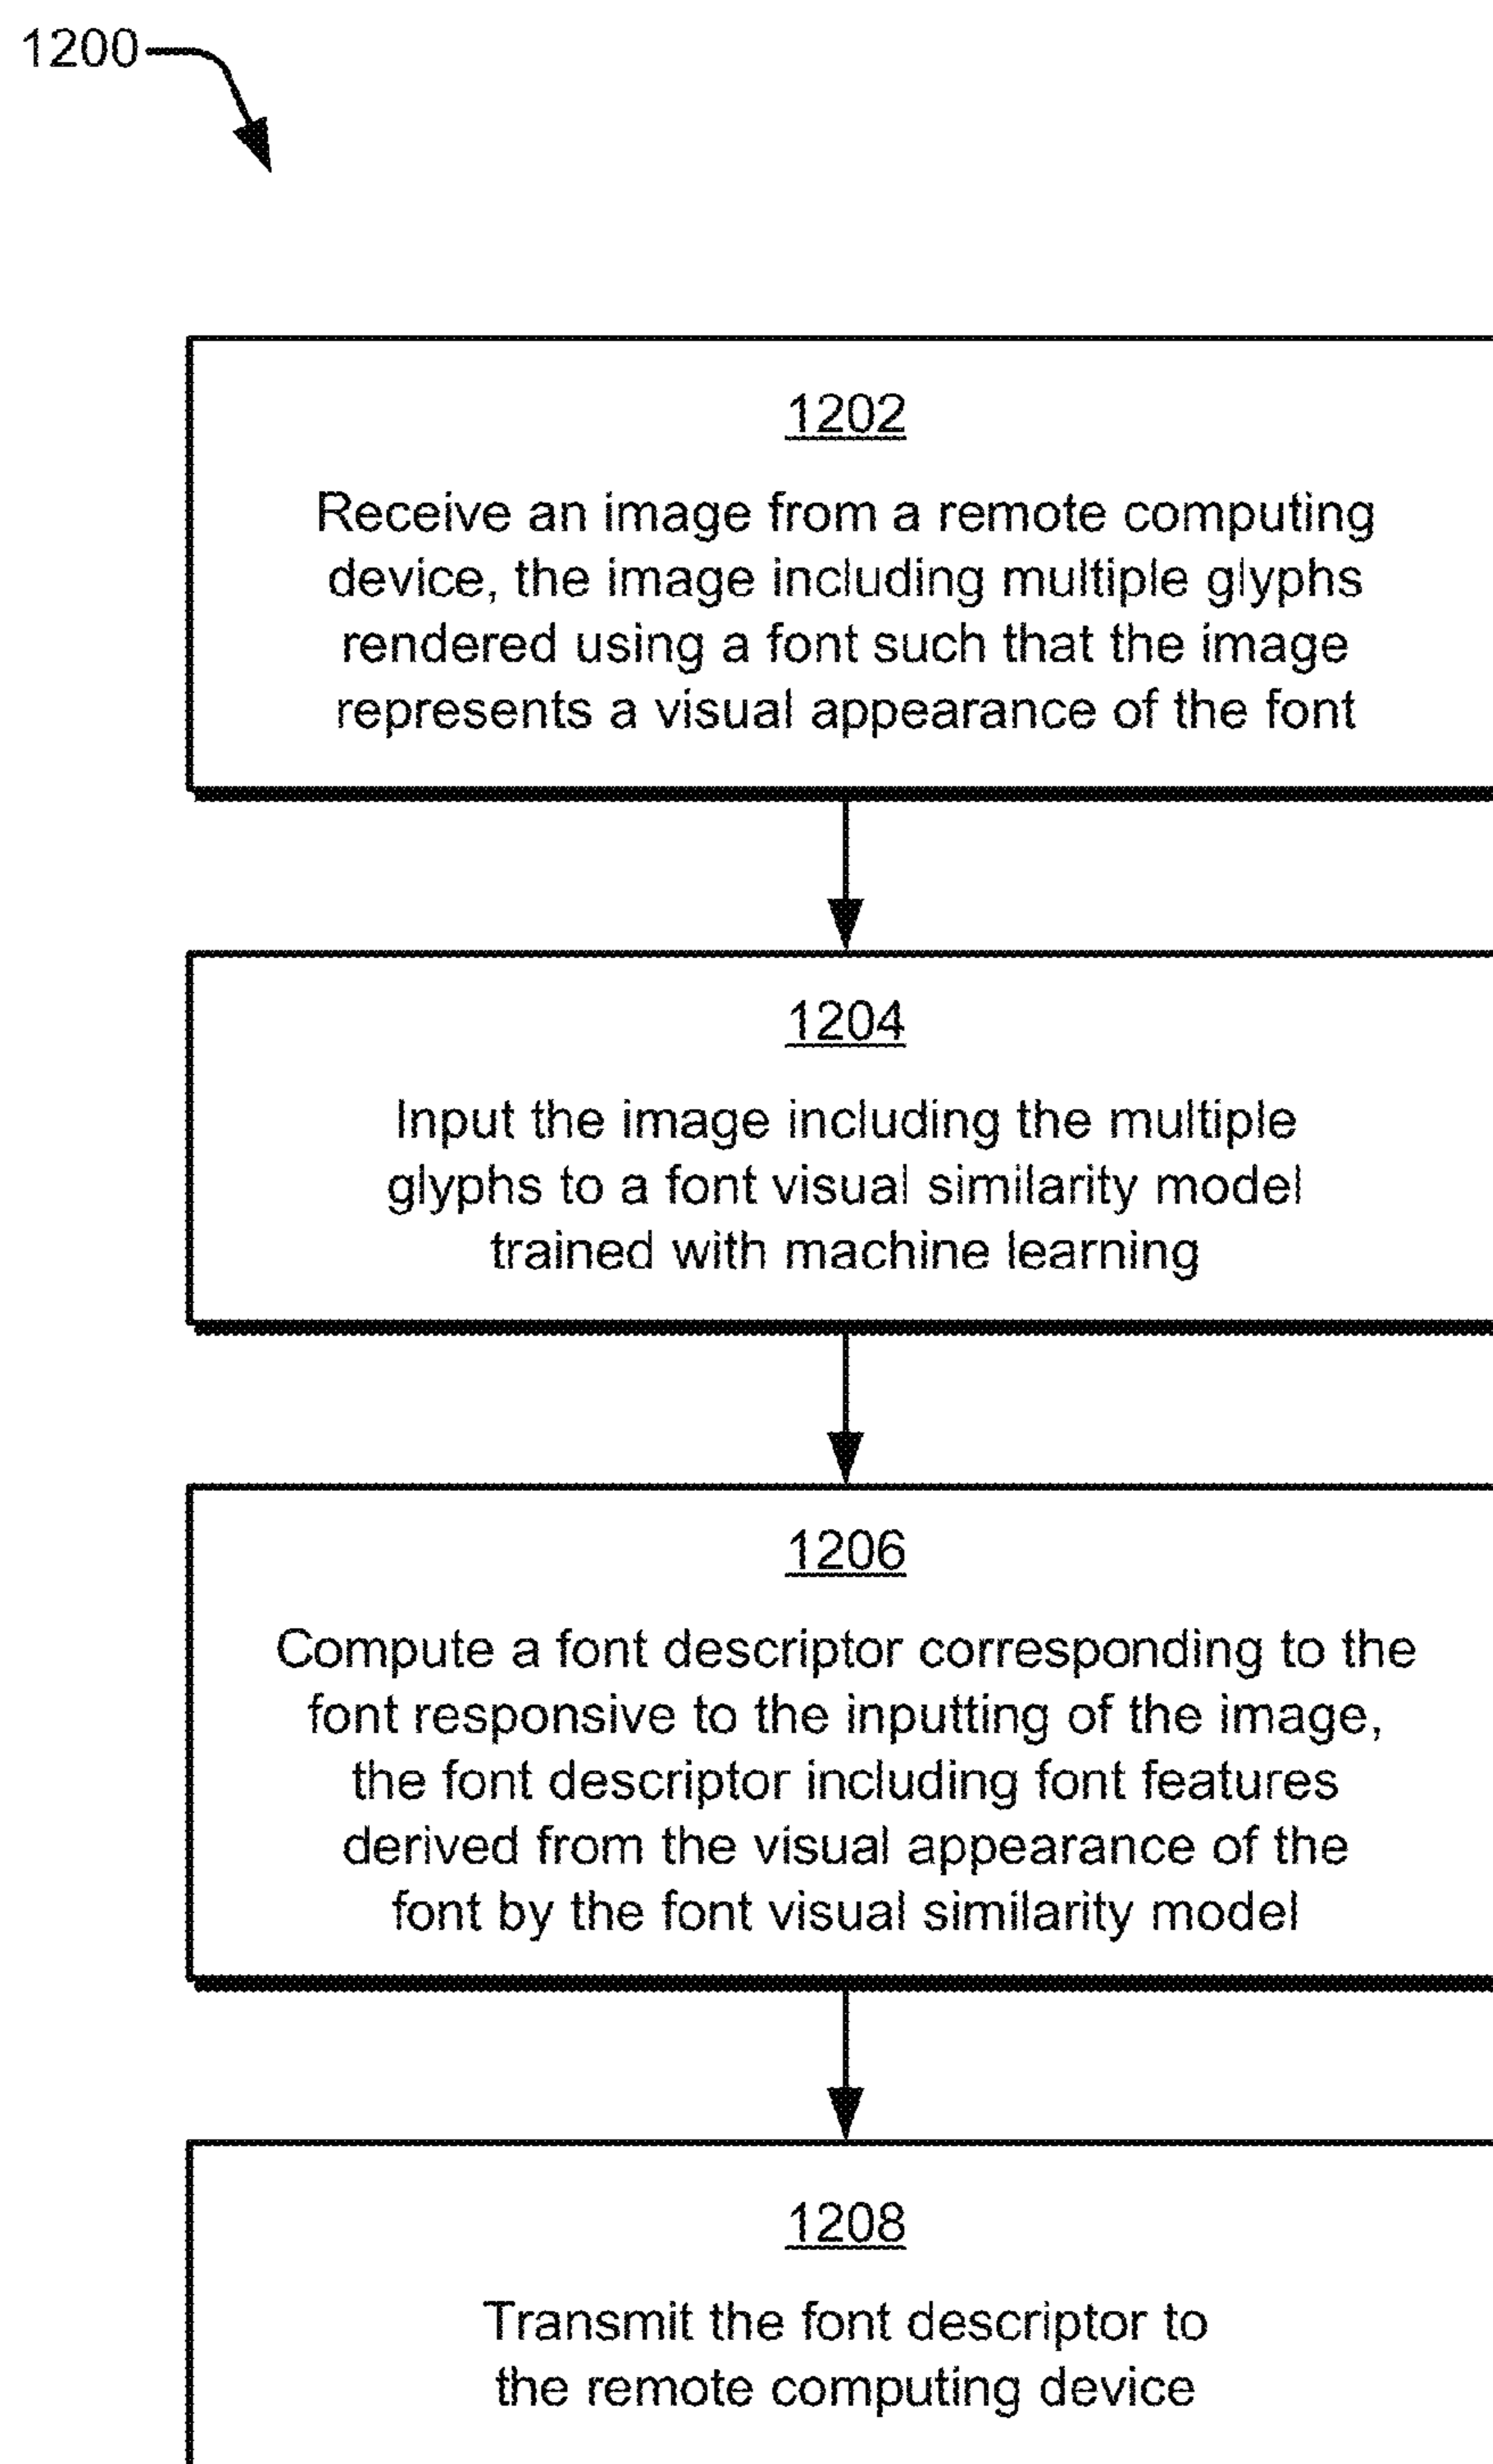 1200
1202
Receive an image from a remote computing
device, the image including multiple glyphs
rendered using a font such that the image
represents a visual appearance of the font
1204
Input the image including the multiple
glyphs to a font visual similarity model
trained with machine learning
1206
Compute a font descriptor corresponding to the
font responsive to the inputting of the image,
the font descriptor including font features
derived from the visual appearance of the
font by the font visual similarity model
1208
Transmit the font descriptor to
the remote computing device